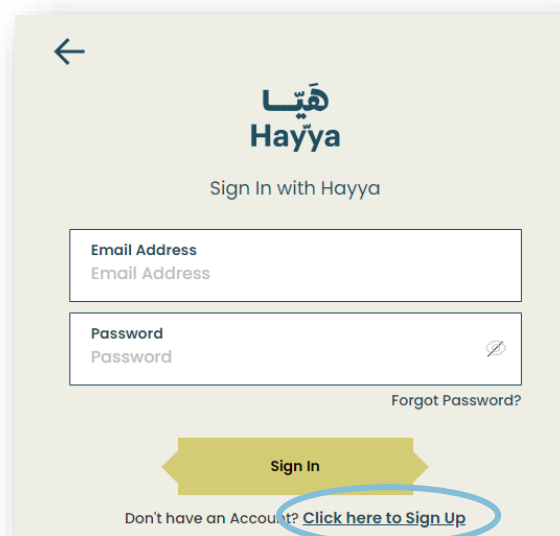 هَيّـــا
Hayya
Sign In with Hayya
Email Address
Email Address
Password
Password
Forgot Password?
Sign In
Don't have an Account? Click here to Sign Up